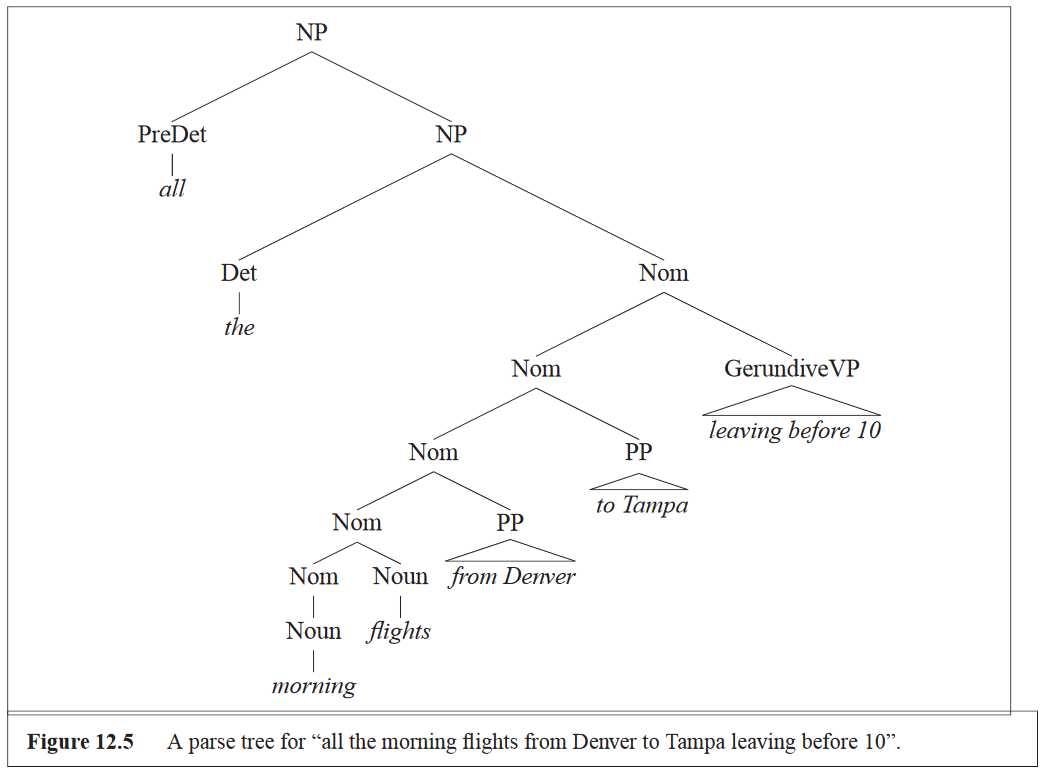 NP
PreDet NP
all
Det Nom
the
Nom GerundiveVP
leaving before 10
Nom PP
to Tampa
Nom PP
Nom Noun from Denver
Noun flights
morning
Figure 12.5 A parse tree for “all the morning flights from Denver to Tampa leaving before 10”.